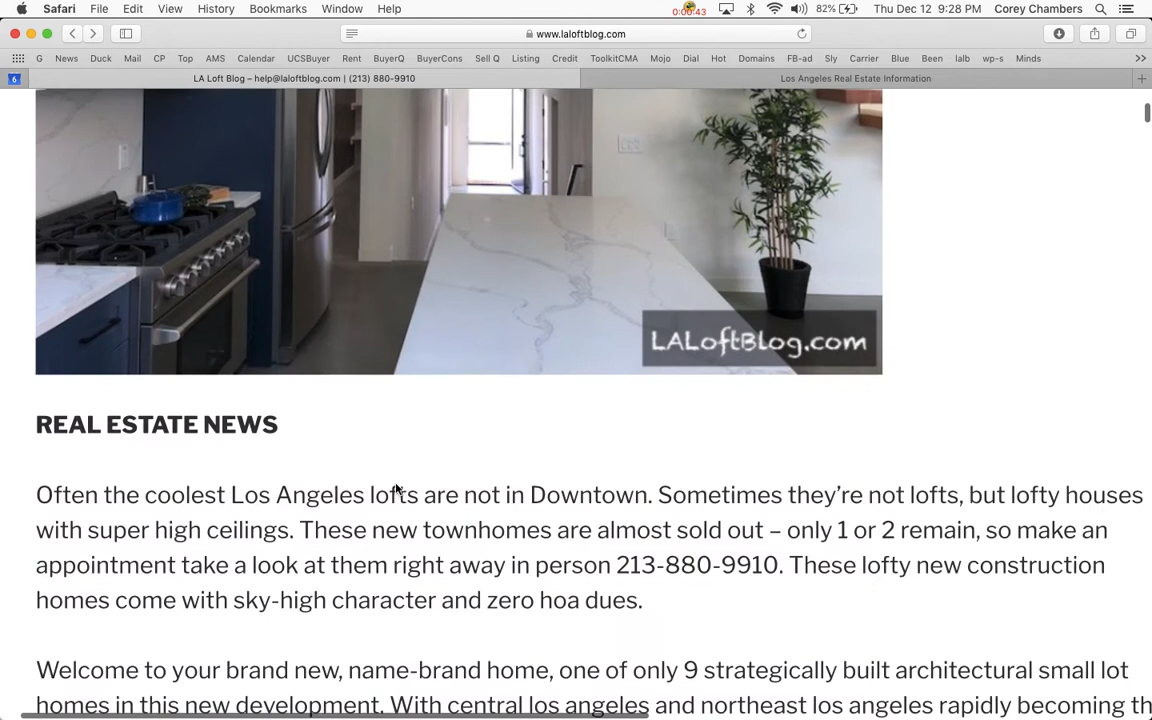 Safari File Edit View History Bookmarks Window Help 0:00:43 82% Thu Dec 12 9:28 PM Corey Chambers
www.laloftblog.com
G News Duck Mail CP Top AMS Calendar UCSBuyer Rent BuyerQ BuyerCons Sell Q Listing Credit ToolkitCMA Mojo Dial Hot Domains FB-ad Sly Carrier Blue Been lalb wp-s Minds >>
6 LA Loft Blog – help@laloftblog.com | (213) 880-9910 Los Angeles Real Estate Information +
LALoftBlog.com
REAL ESTATE NEWS
Often the coolest Los Angeles lofts are not in Downtown. Sometimes they're not lofts, but lofty houses
with super high ceilings. These new townhomes are almost sold out – only 1 or 2 remain, so make an
appointment take a look at them right away in person 213-880-9910. These lofty new construction
homes come with sky-high character and zero hoa dues.
Welcome to your brand new, name-brand home, one of only 9 strategically built architectural small lot
homes in this new development. With central los angeles and northeast los angeles rapidly becoming th